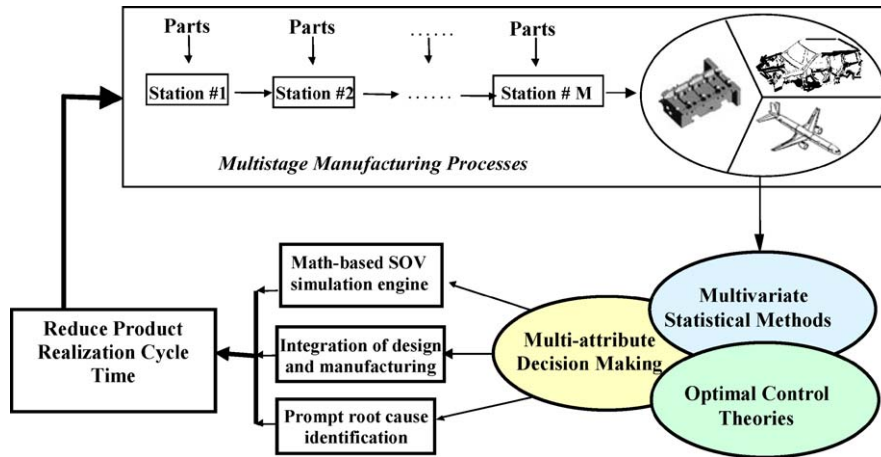 Parts Parts ...... Parts
Station #1 Station #2 ...... Station # M
Multistage Manufacturing Processes
Math-based SOV
simulation engine
Integration of design
and manufacturing
Prompt root cause
identification
Reduce Product
Realization Cycle
Time
Multi-attribute
Decision Making
Multivariate
Statistical Methods
Optimal Control
Theories